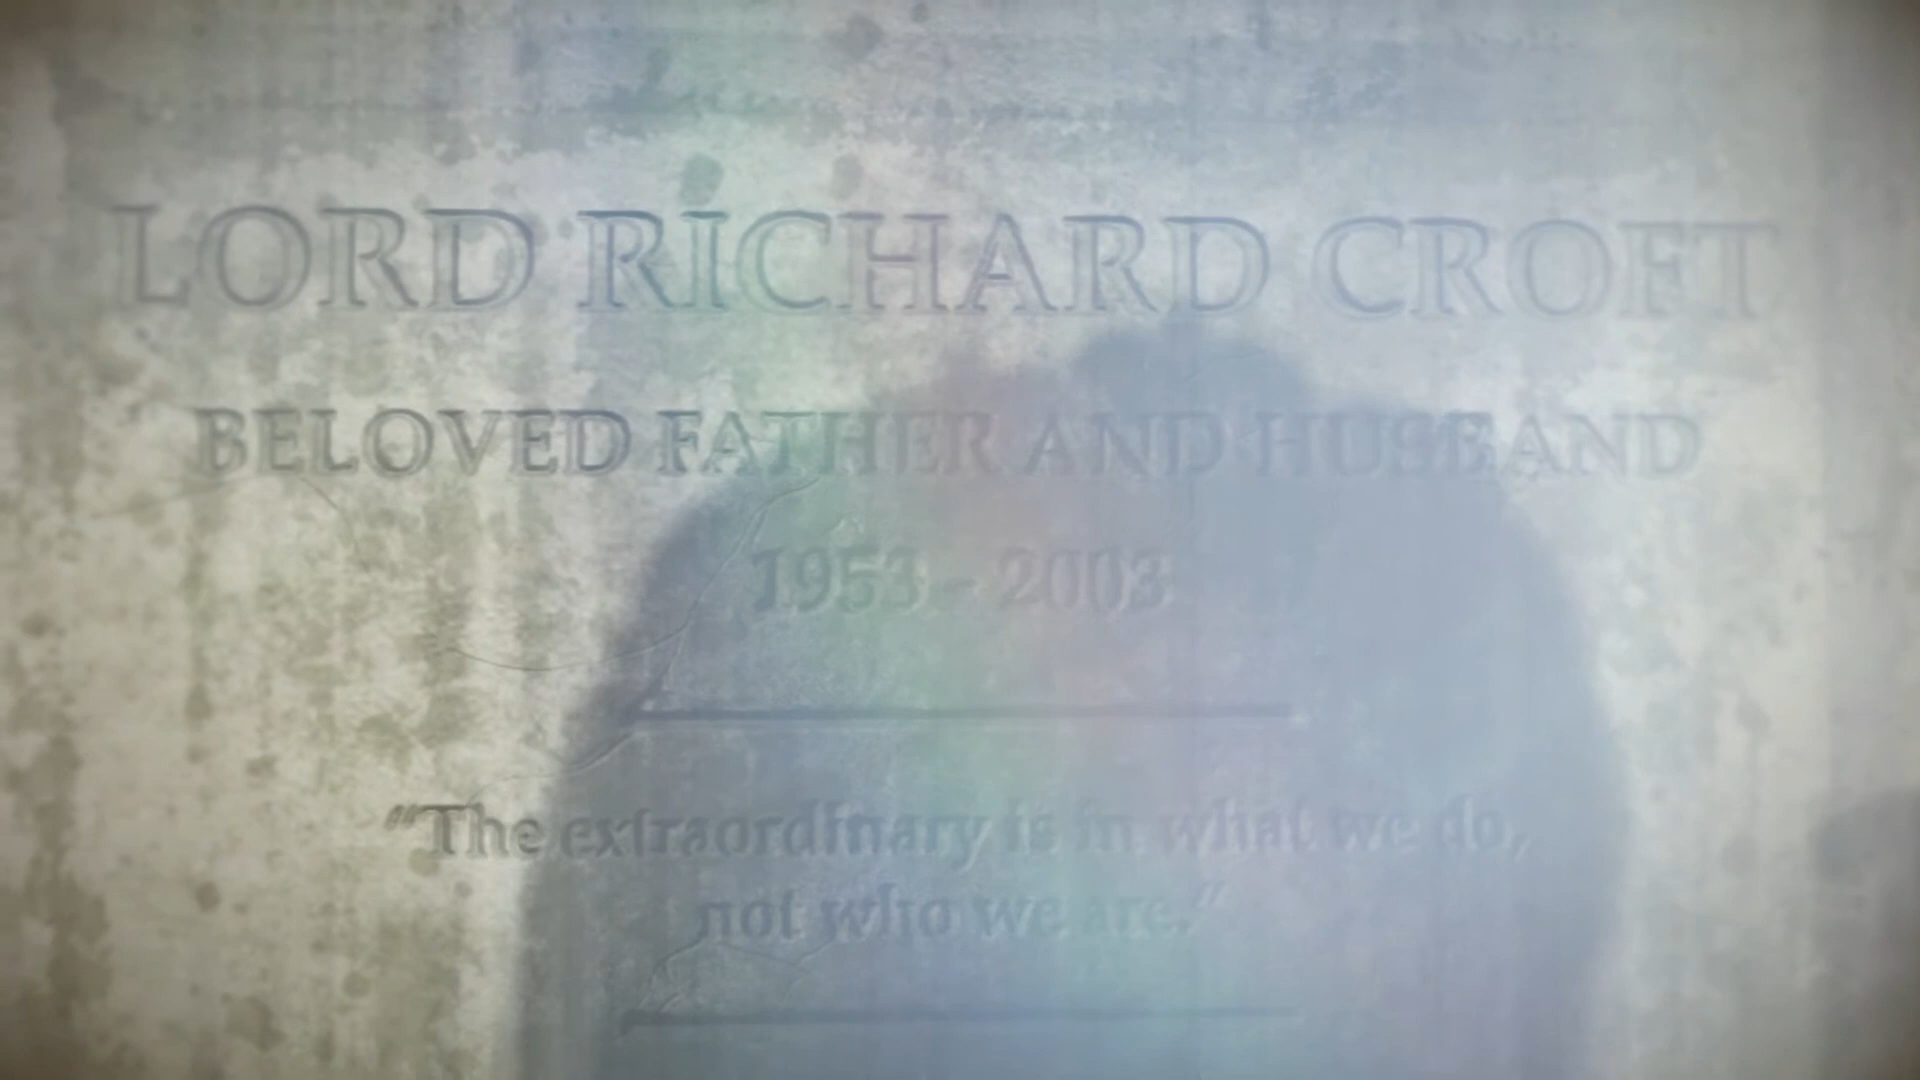 LORD RICHARD CROFT
BELOVED FATHER AND HUSBAND
1953 - 2003
“The extraordinary is in what we do,
not who we are.”